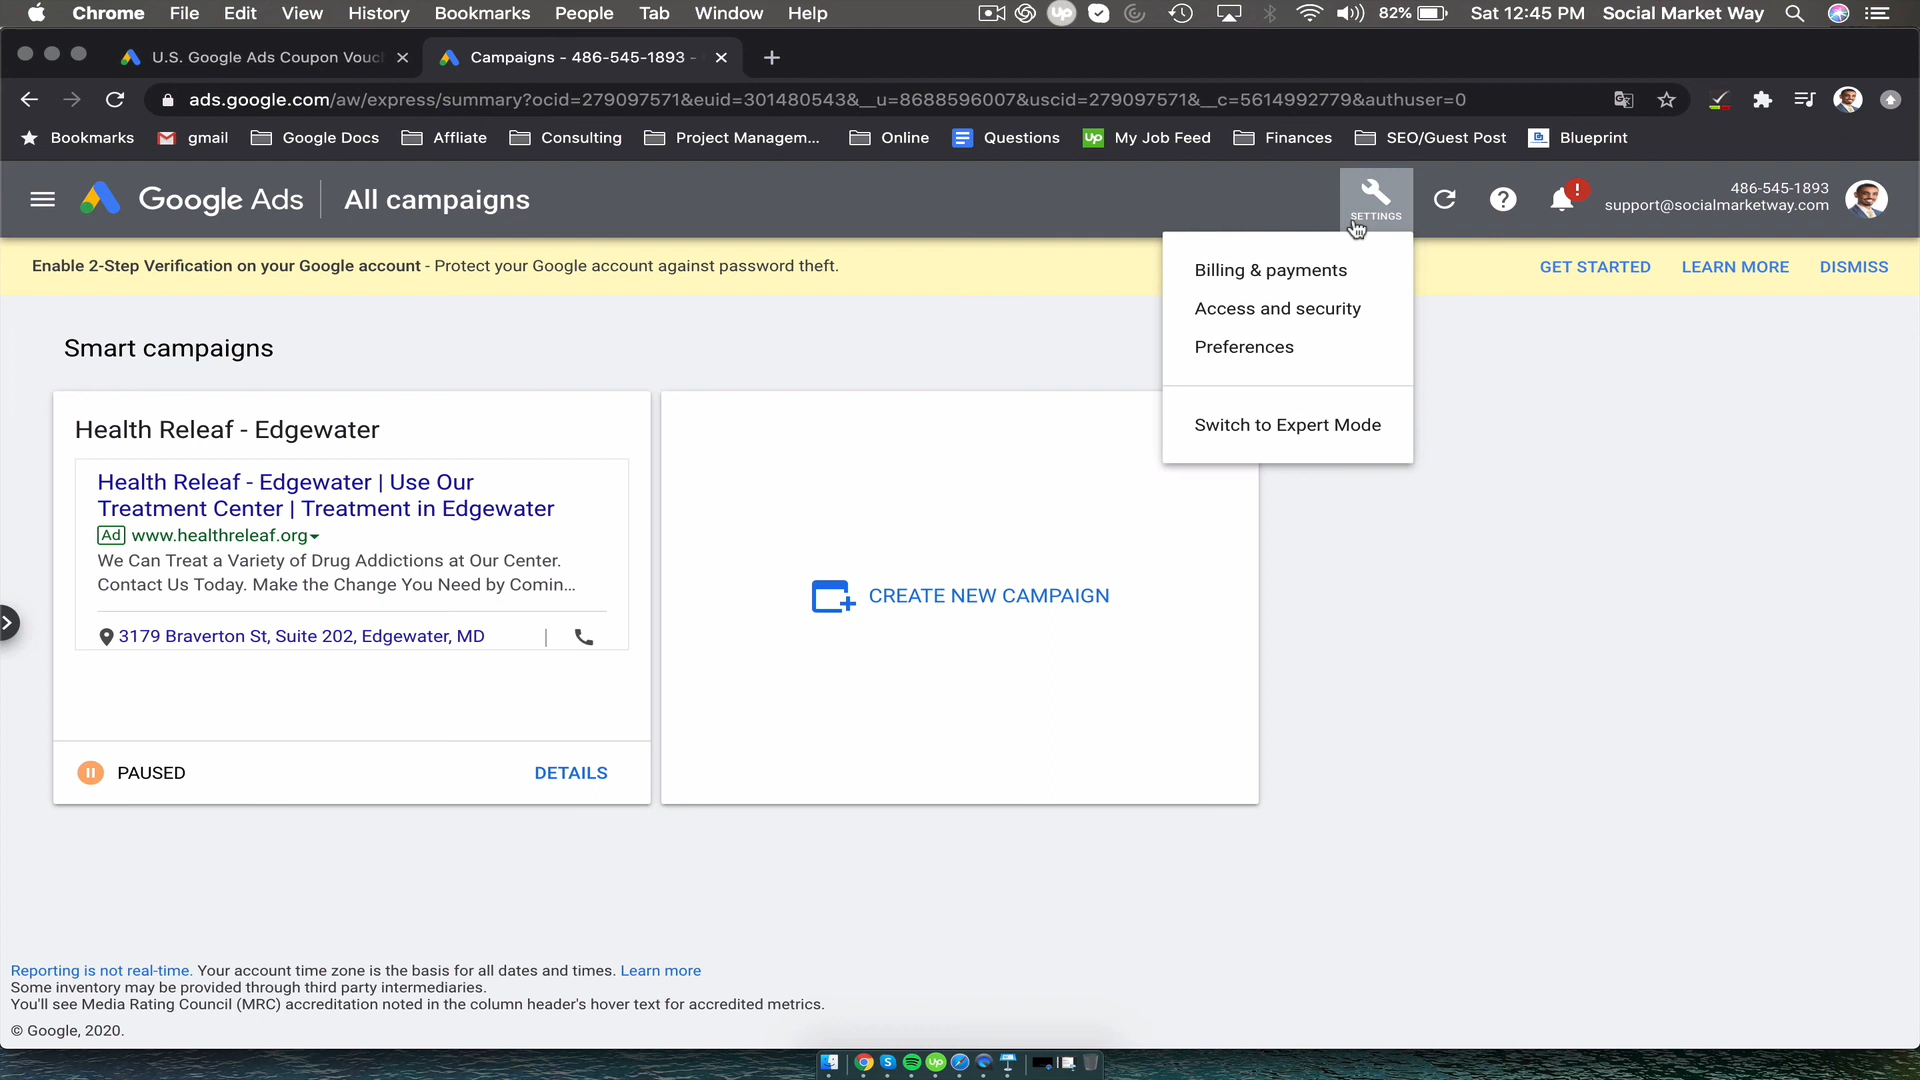 Chrome File Edit View History Bookmarks People Tab Window Help 82% Sat 12:45 PM Social Market Way
U.S. Google Ads Coupon Vouc Campaigns - 486-545-1893 -
ads.google.com/aw/express/summary?ocid=279097571&euid=301480543&__u=8688596007&uscid=279097571&__c=5614992779&authuser=0
Bookmarks gmail Google Docs Affliate Consulting Project Managem... Online Questions My Job Feed Finances SEO/Guest Post Blueprint
Google Ads All campaigns
SETTINGS
486-545-1893
support@socialmarketway.com
Enable 2-Step Verification on your Google account - Protect your Google account against password theft.
GET STARTED LEARN MORE DISMISS
Billing & payments
Access and security
Preferences
Switch to Expert Mode
Smart campaigns
Health Releaf - Edgewater
Health Releaf - Edgewater | Use Our
Treatment Center | Treatment in Edgewater
Ad www.healthreleaf.org
We Can Treat a Variety of Drug Addictions at Our Center.
Contact Us Today. Make the Change You Need by Comin...
3179 Braverton St, Suite 202, Edgewater, MD
PAUSED DETAILS
CREATE NEW CAMPAIGN
Reporting is not real-time. Your account time zone is the basis for all dates and times. Learn more
Some inventory may be provided through third party intermediaries.
You'll see Media Rating Council (MRC) accreditation noted in the column header's hover text for accredited metrics.
© Google, 2020.